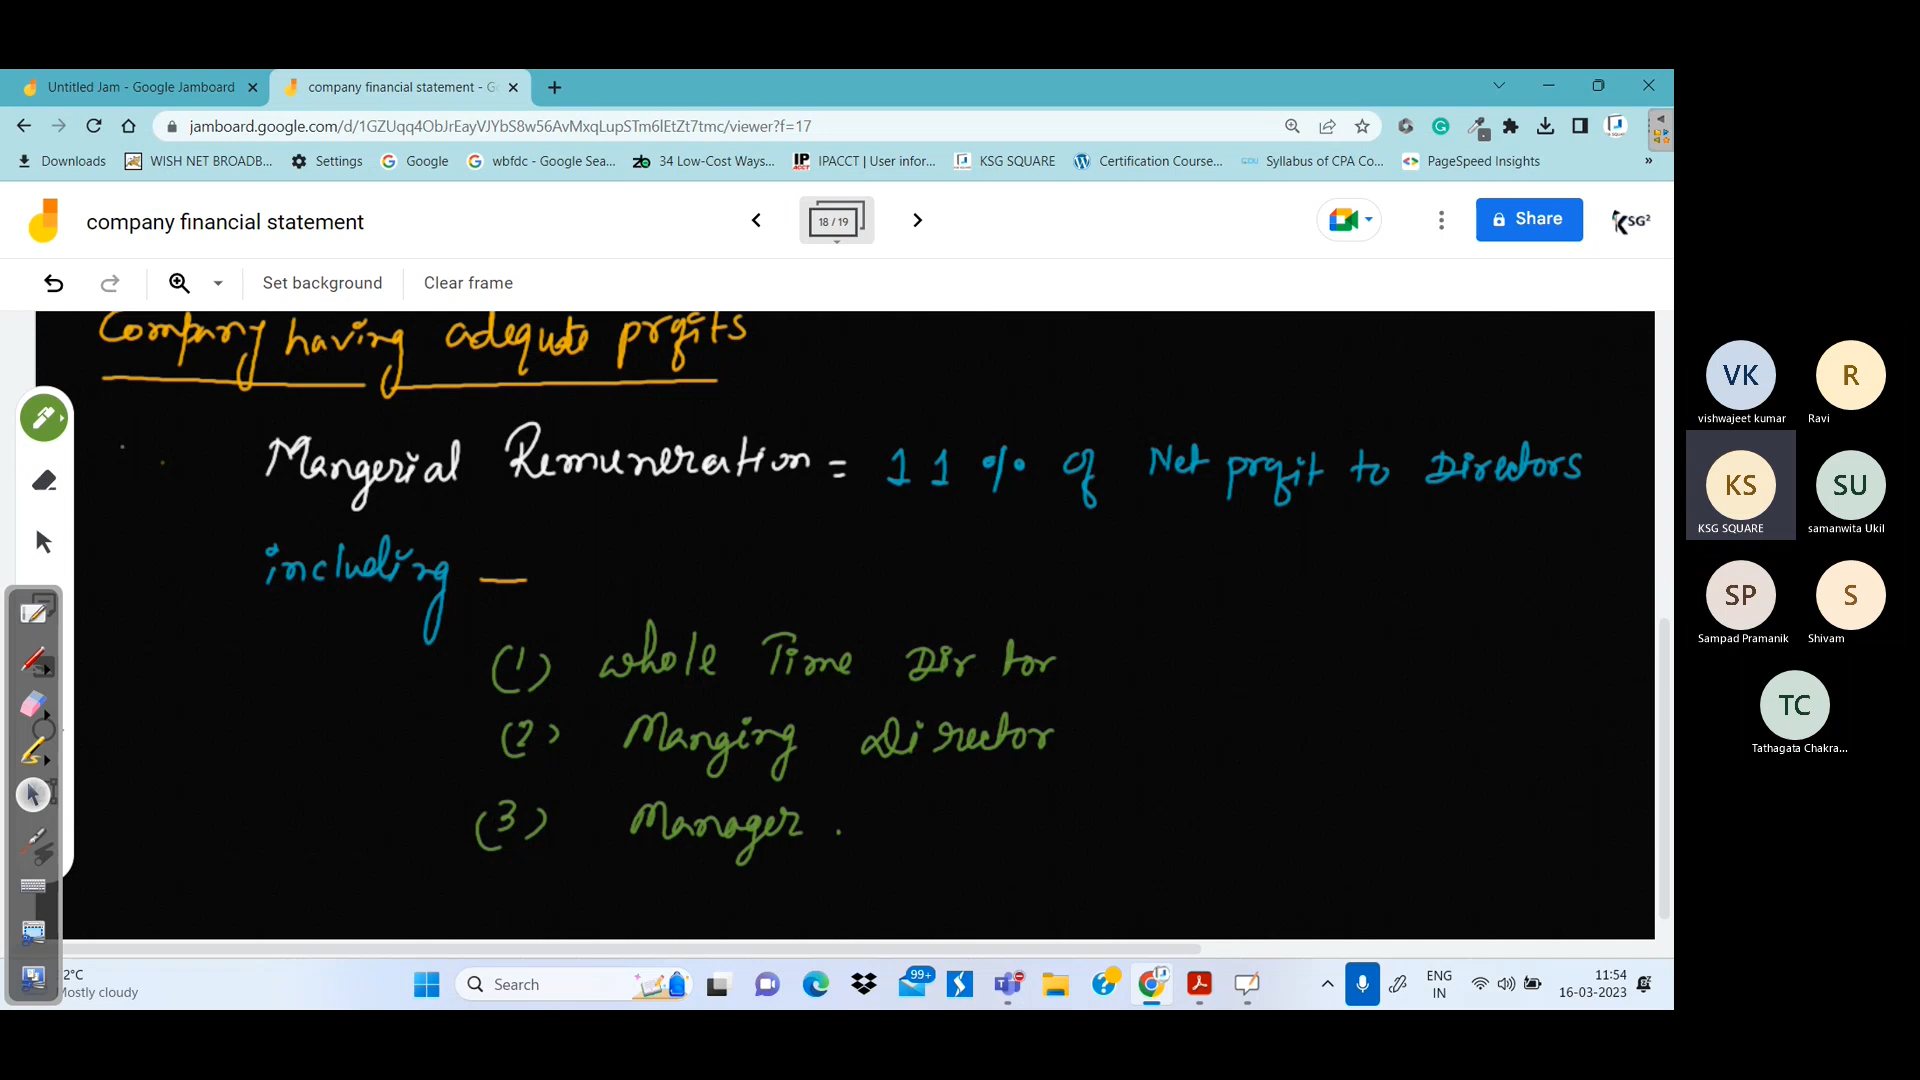 Untitled Jam - Google Jamboard
company financial statement - Go
jamboard.google.com/d/1GZUqq4ObJrEayVJYbS8w56AvMxqLupSTm6lEtZt7tmc/viewer?f=17
Downloads WISH NET BROADB... Settings Google wbfdc - Google Sea... 34 Low-Cost Ways... IPACCT | User infor... KSG SQUARE Certification Course... Syllabus of CPA Co... PageSpeed Insights »
company financial statement
18 / 19
Share
KSG²
Set background
Clear frame
Company having adequate profits
Mangerial Remuneration = 11 % of Net profit to Directors
including —
(1) Whole Time Dir tor
(2) Manging Director
(3) Manager .
VK
vishwajeet kumar
R
Ravi
KS
KSG SQUARE
SU
samanwita Ukil
SP
Sampad Pramanik
S
Shivam
TC
Tathagata Chakra...
2°C
Mostly cloudy
Search
99+
ENG
IN
11:54
16-03-2023